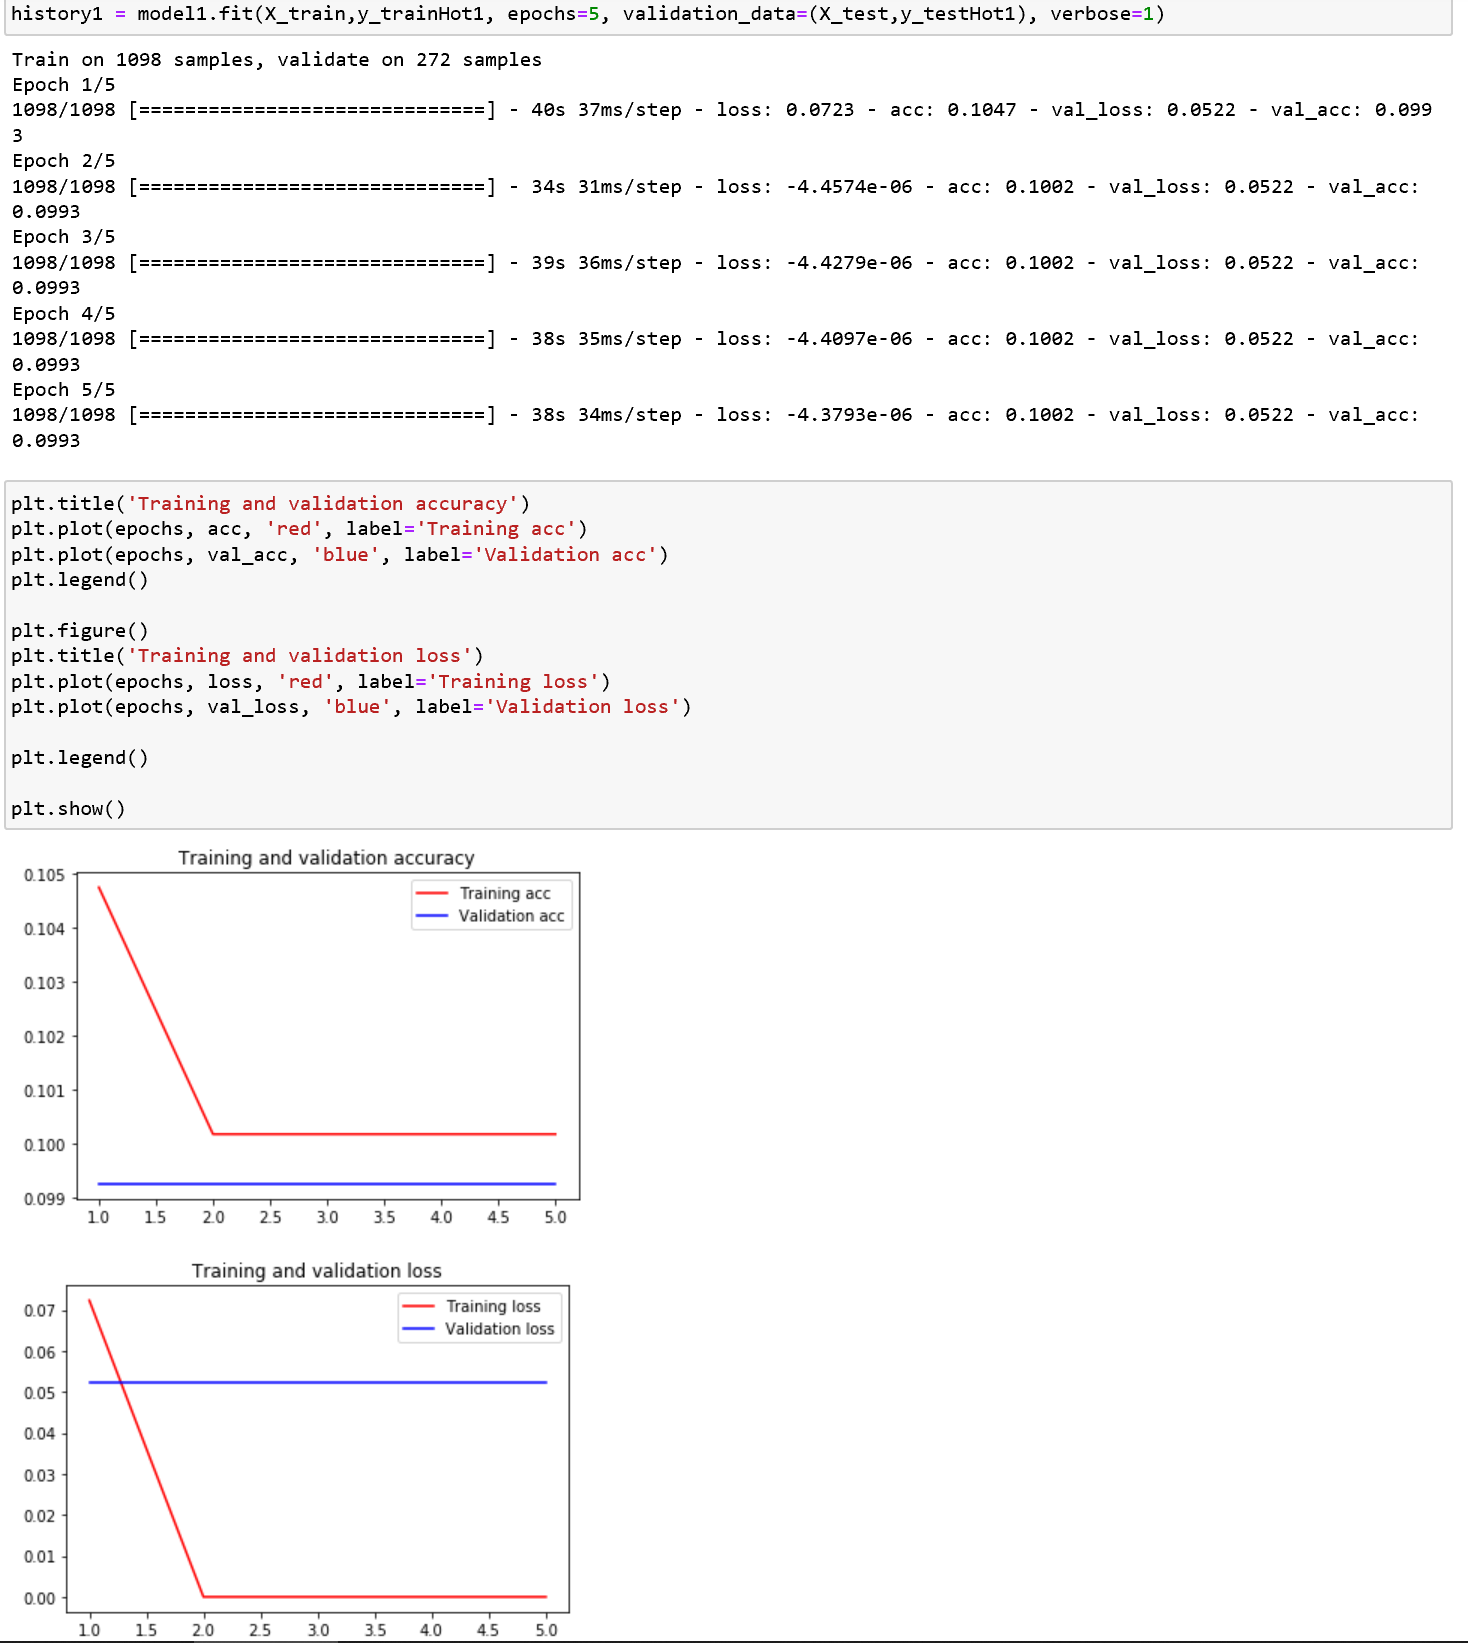 history1 = model1.fit(X_train,y_trainHot1, epochs=5, validation_data=(X_test,y_testHot1), verbose=1)
Train on 1098 samples, validate on 272 samples
Epoch 1/5
1098/1098 [==============================] - 40s 37ms/step - loss: 0.0723 - acc: 0.1047 - val_loss: 0.0522 - val_acc: 0.099
3
Epoch 2/5
1098/1098 [==============================] - 34s 31ms/step - loss: -4.4574e-06 - acc: 0.1002 - val_loss: 0.0522 - val_acc:
0.0993
Epoch 3/5
1098/1098 [==============================] - 39s 36ms/step - loss: -4.4279e-06 - acc: 0.1002 - val_loss: 0.0522 - val_acc:
0.0993
Epoch 4/5
1098/1098 [==============================] - 38s 35ms/step - loss: -4.4097e-06 - acc: 0.1002 - val_loss: 0.0522 - val_acc:
0.0993
Epoch 5/5
1098/1098 [==============================] - 38s 34ms/step - loss: -4.3793e-06 - acc: 0.1002 - val_loss: 0.0522 - val_acc:
0.0993
plt.title('Training and validation accuracy')
plt.plot(epochs, acc, 'red', label='Training acc')
plt.plot(epochs, val_acc, 'blue', label='Validation acc')
plt.legend()
plt.figure()
plt.title('Training and validation loss')
plt.plot(epochs, loss, 'red', label='Training loss')
plt.plot(epochs, val_loss, 'blue', label='Validation loss')
plt.legend()
plt.show()
Training and validation accuracy
0.105
Training acc
Validation acc
0.104
0.103
0.102
0.101
0.100
0.099
1.0 1.5 2.0 2.5 3.0 3.5 4.0 4.5 5.0
Training and validation loss
Training loss
Validation loss
0.07
0.06
0.05
0.04
0.03
0.02
0.01
0.00
1.0 1.5 2.0 2.5 3.0 3.5 4.0 4.5 5.0